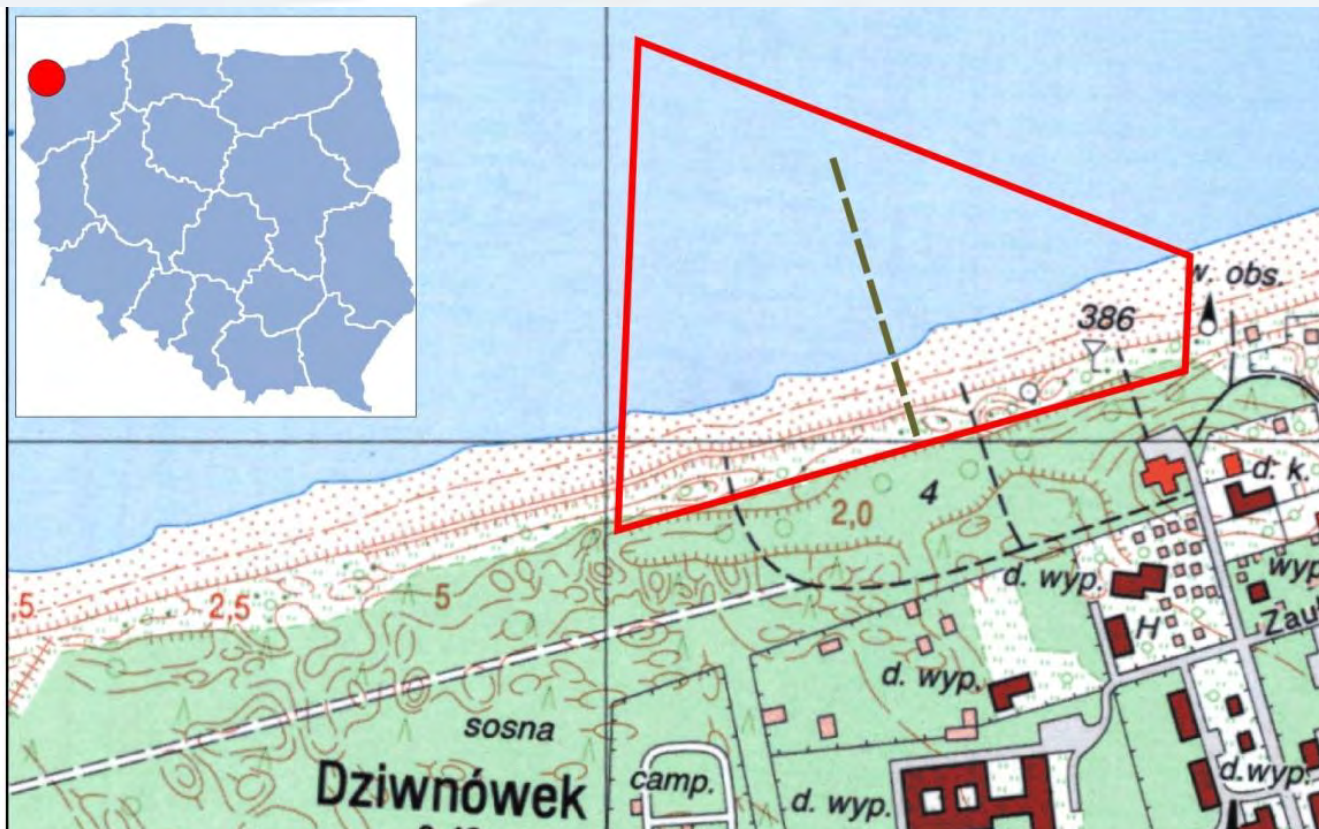 w. obs.
386
d. k.
4
2,0
d. wyp.
wyp
,5
2,5
5
H
Zau
d. wyp.
sosna
Dziwnówek
camp.
d. wyp.
d.wyp.